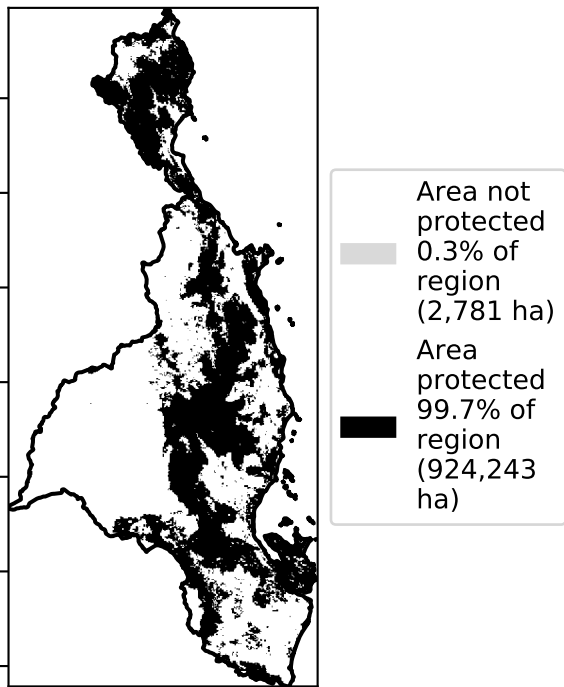 Area not
protected
0.3% of
region
(2,781 ha)
Area
protected
99.7% of
region
(924,243
ha)